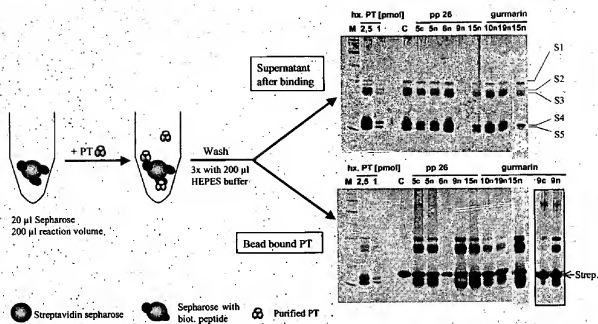 hx. PT [pmol] pp 26 gurmarin
M 2,5 1 C 5c 5n 6n 9n 15n 10n 19n 15n
S1
S2
S3
S4
S5
Supernatant
after binding
+ PT
Wash
3x with 200 µl
HEPES buffer
20 µl Sepharose
200 µl reaction volume.
hx. PT [pmol] pp 26 gurmarin
M 2,5 1 C 5c 5n 6n 9n 15n 10n 19n 15n 9c 9n
Bead bound PT
Strep.
Streptavidin sepharose
Sepharose with
biot. peptide
Purified PT